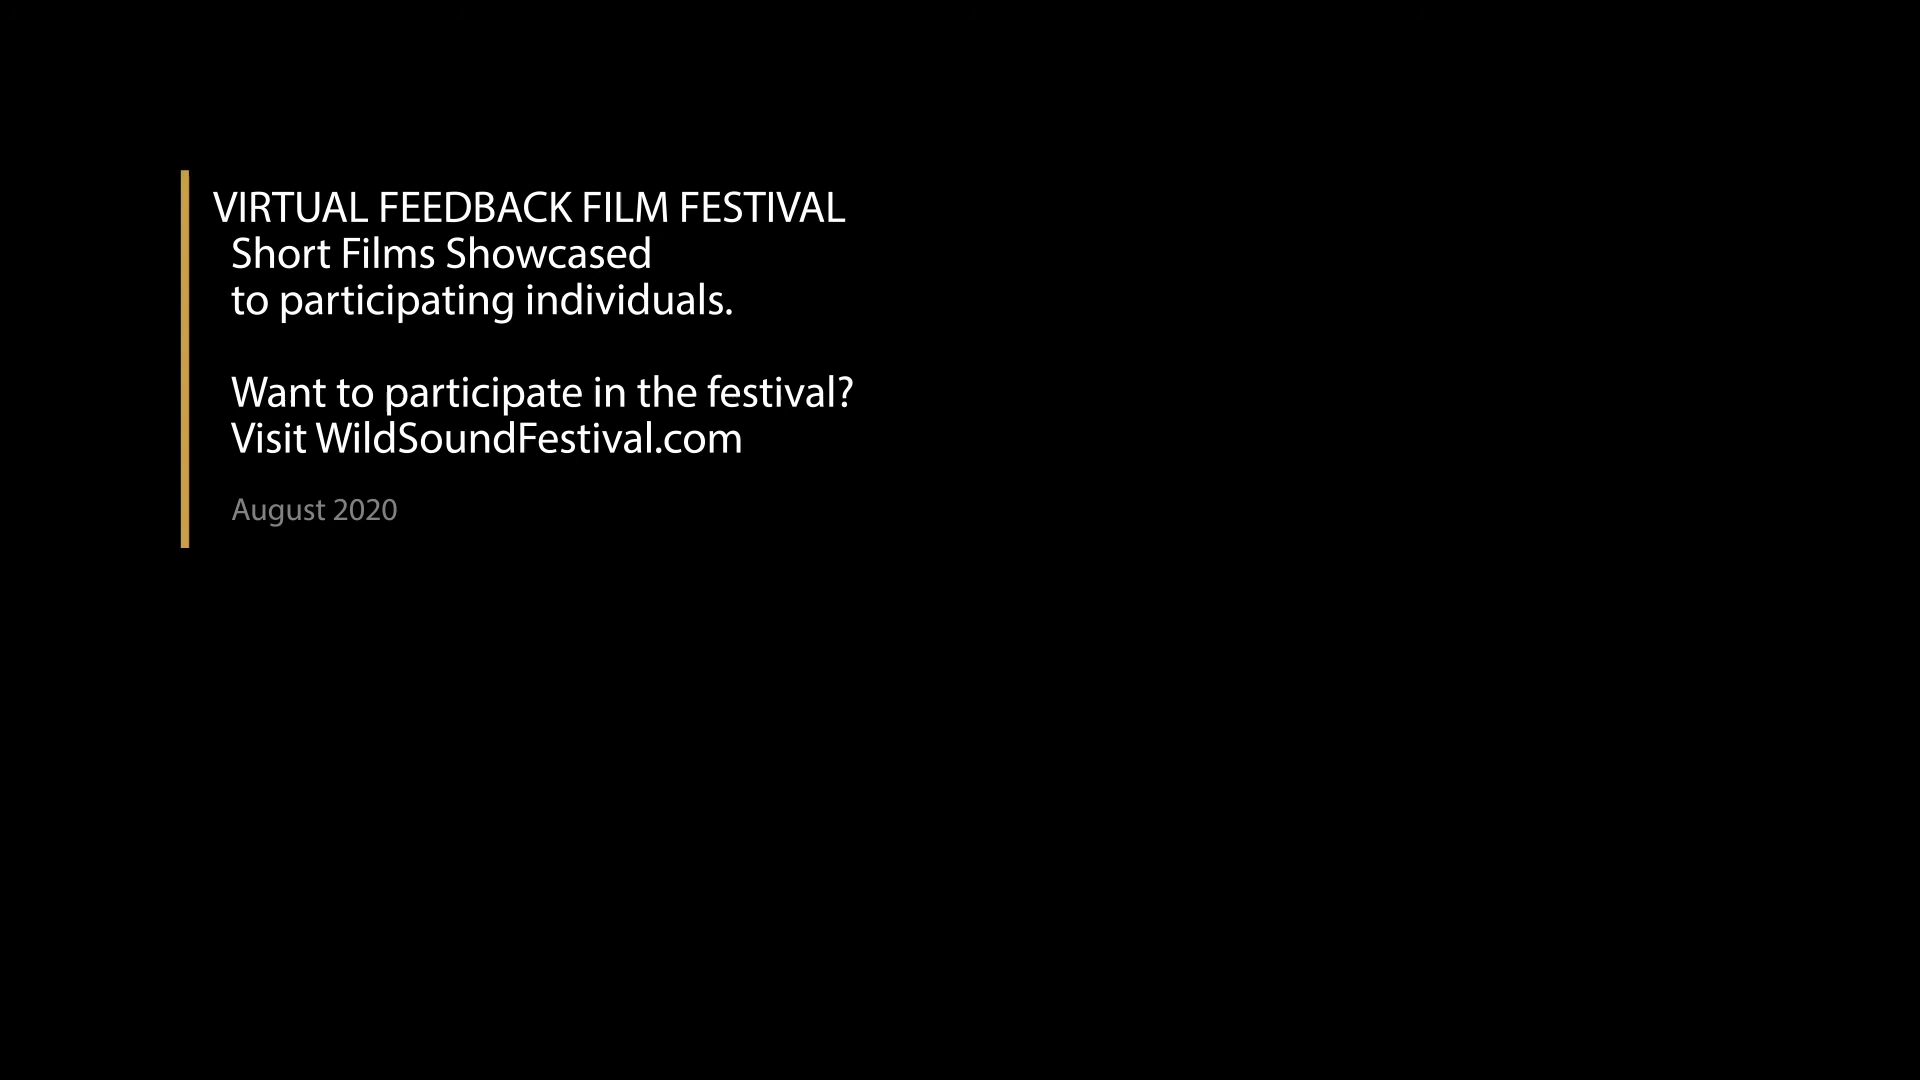 VIRTUAL FEEDBACK FILM FESTIVAL
Short Films Showcased
to participating individuals.
Want to participate in the festival?
Visit WildSoundFestival.com
August 2020